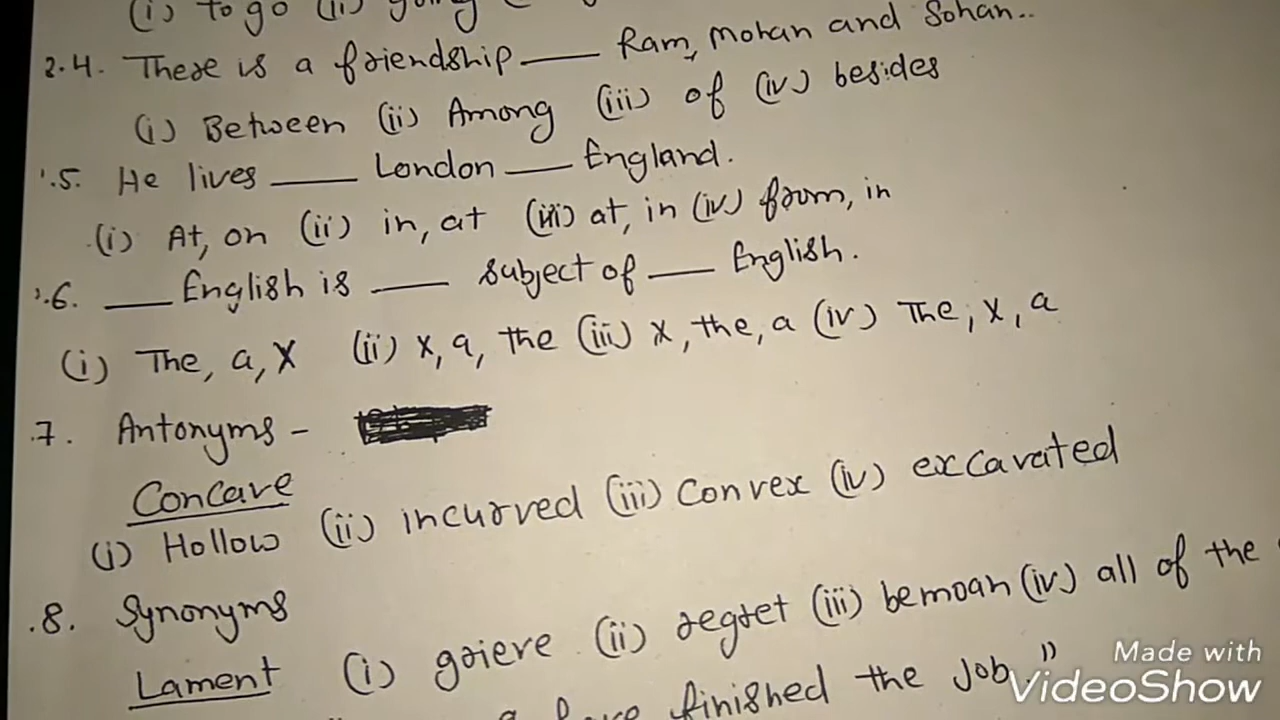 (i) to go (ii) going
2.4. There is a friendship ___ Ram, Mohan and Sohan..
(i) Between (ii) Among (iii) of (iv) besides
.5. He lives ___ London ___ England.
(i) At, on (ii) in, at (iii) at, in (iv) from, in
.6. ___ English is ___ subject of ___ English.
(i) The, a, X (ii) X, a, the (iii) X, the, a (iv) The, X, a
.7. Antonyms -
Concave
(i) Hollow (ii) incurved (iii) Convex (iv) excavated
.8. Synonyms
Lament (i) grieve (ii) regret (iii) bemoan (iv) all of the
finished the job."
Made with
VideoShow